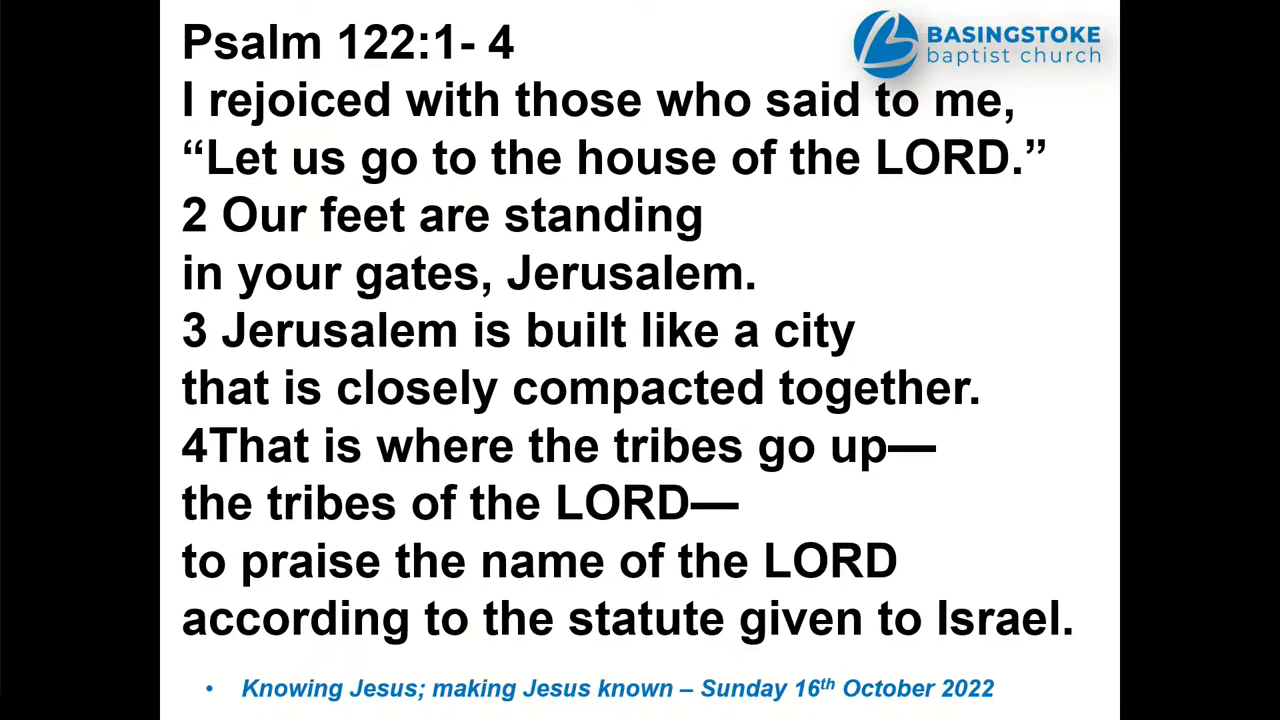 Psalm 122:1- 4
BASINGSTOKE
baptist church
I rejoiced with those who said to me,
“Let us go to the house of the LORD.”
2 Our feet are standing
in your gates, Jerusalem.
3 Jerusalem is built like a city
that is closely compacted together.
4That is where the tribes go up—
the tribes of the LORD—
to praise the name of the LORD
according to the statute given to Israel.
• Knowing Jesus; making Jesus known – Sunday 16th October 2022